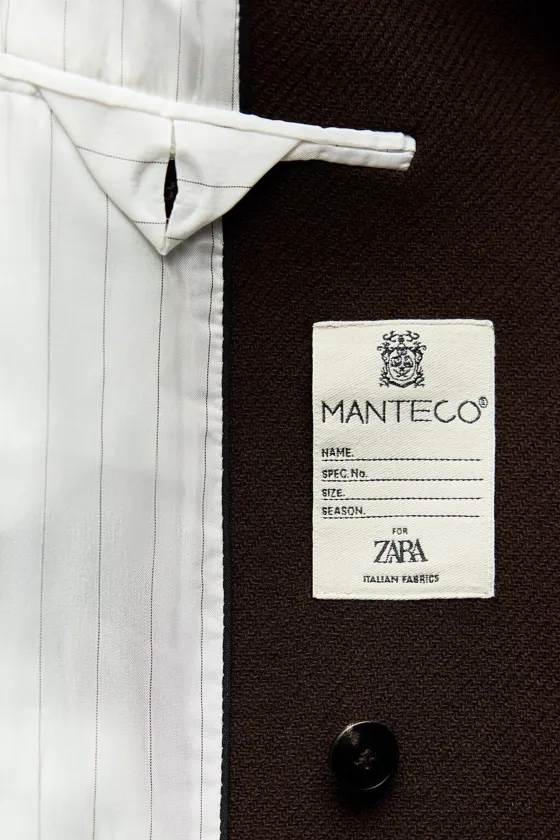 MANTECO®
NAME.
SPEC. No.
SIZE.
SEASON.
FOR
ZARA
ITALIAN FABRICS